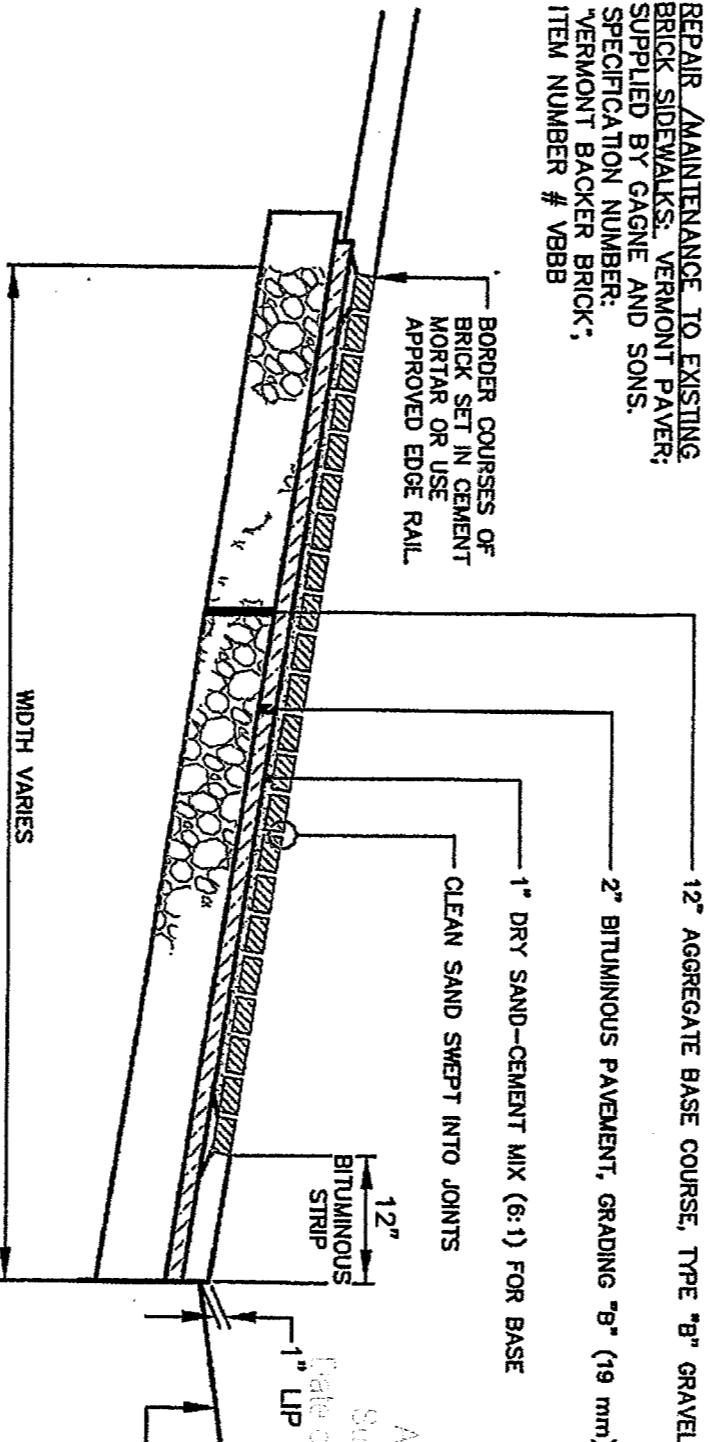 REPAIR /MAINTENANCE TO EXISTING
BRICK SIDEWALKS: VERMONT PAVER;
SUPPLIED BY GAGNE AND SONS.
SPECIFICATION NUMBER:
"VERMONT BACKER BRICK",
ITEM NUMBER # VBBB
BORDER COURSES OF
BRICK SET IN CEMENT
MORTAR OR USE
APPROVED EDGE RAIL.
12" AGGREGATE BASE COURSE, TYPE "B" GRAVEL
2" BITUMINOUS PAVEMENT, GRADING "B" (19 mm)
1" DRY SAND-CEMENT MIX (6:1) FOR BASE
CLEAN SAND SWEPT INTO JOINTS
12"
BITUMINOUS
STRIP
1" LIP
WIDTH VARIES